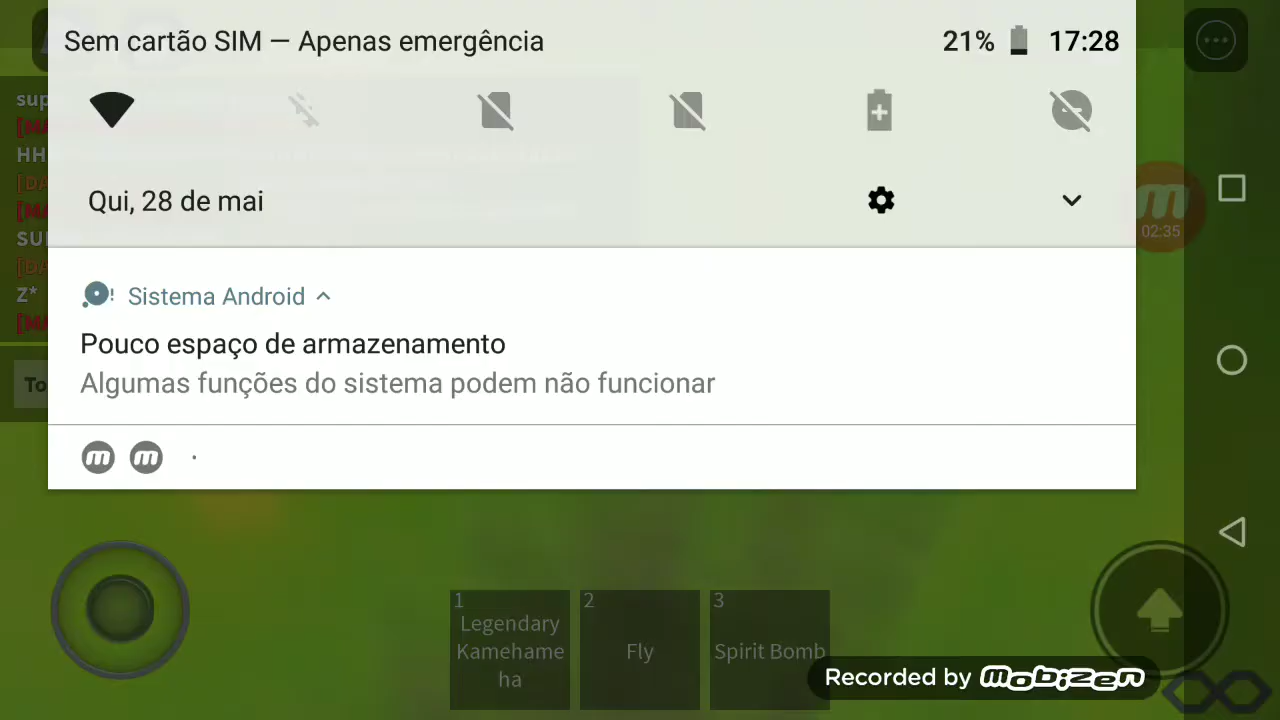 Sem cartão SIM — Apenas emergência
21%
17:28
Qui, 28 de mai
02:35
Sistema Android
Pouco espaço de armazenamento
Algumas funções do sistema podem não funcionar
HH
Z*
To
1
Legendary
Kamehame
ha
2
Fly
3
Spirit Bomb
Recorded by mobizen